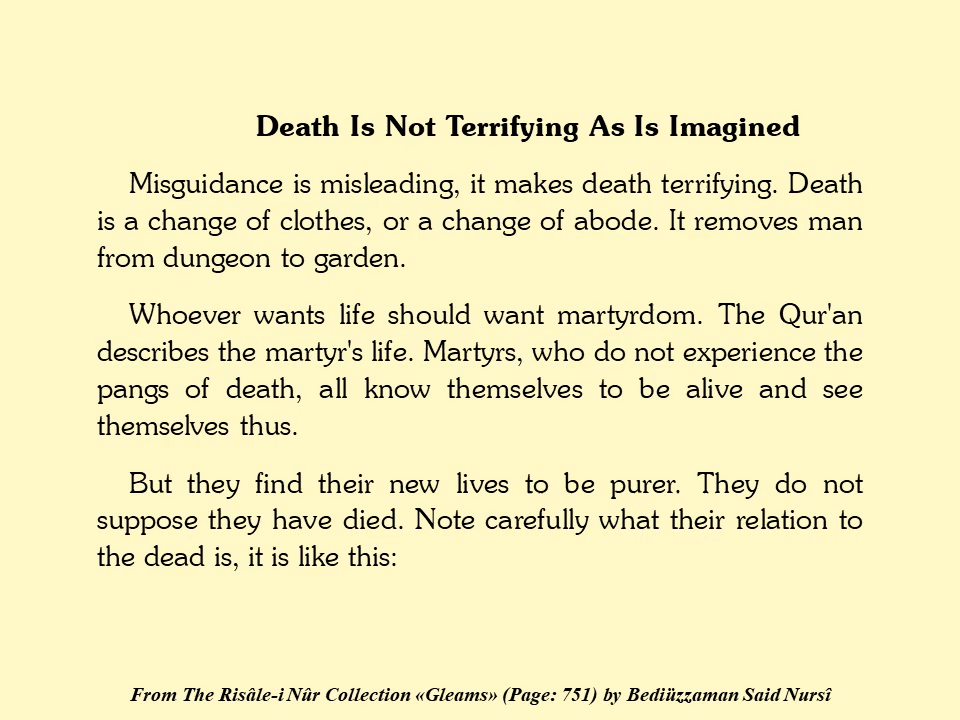 Death Is Not Terrifying As Is Imagined
Misguidance is misleading, it makes death terrifying. Death
is a change of clothes, or a change of abode. It removes man
from dungeon to garden.
Whoever wants life should want martyrdom. The Qur'an
describes the martyr's life. Martyrs, who do not experience the
pangs of death, all know themselves to be alive and see
themselves thus.
But they find their new lives to be purer. They do not
suppose they have died. Note carefully what their relation to
the dead is, it is like this:
From The Risâle-i Nûr Collection «Gleams» (Page: 751) by Bediüzzaman Said Nursî